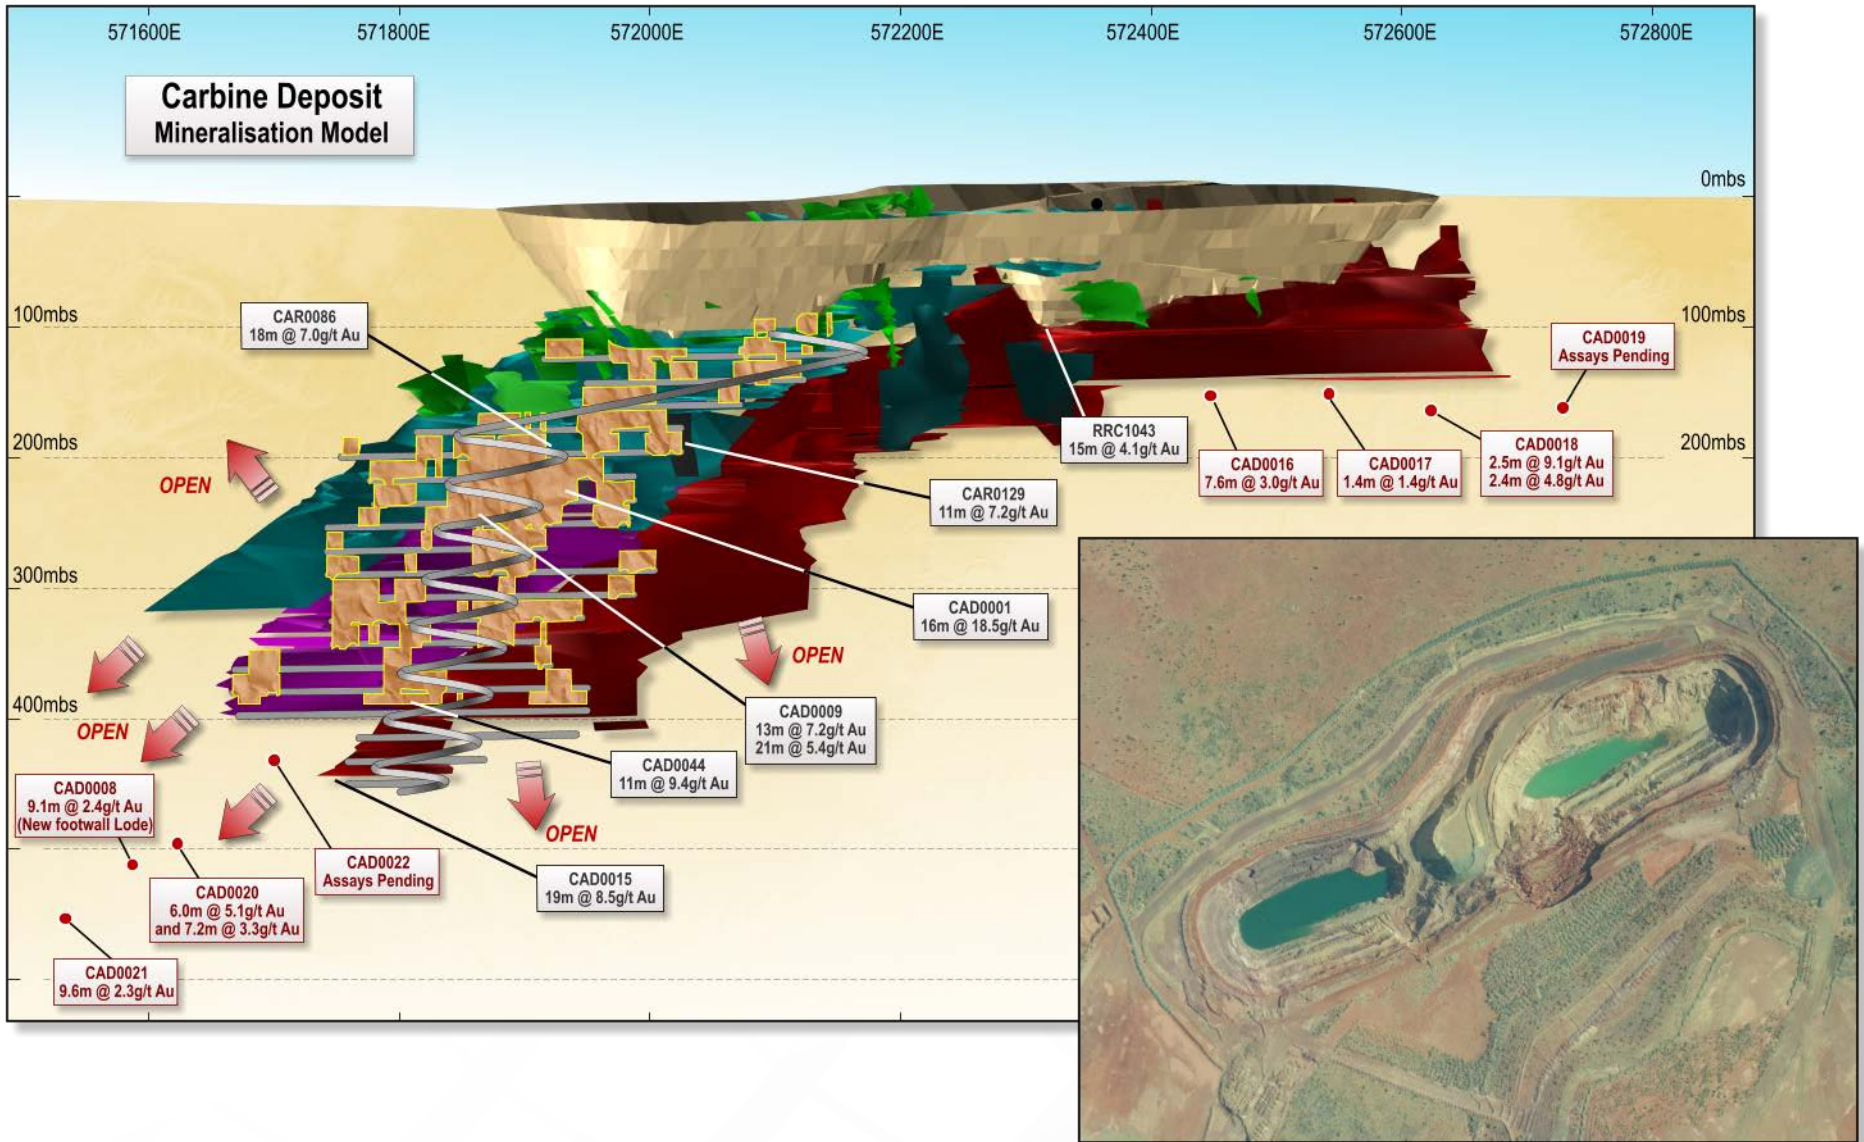 571600E
571800E
572000E
572200E
572400E
572600E
572800E
Carbine Deposit
Mineralisation Model
0mbs
100mbs
100mbs
CAR0086
18m @ 7.0g/t Au
CAD0019
Assays Pending
RRC1043
15m @ 4.1g/t Au
200mbs
200mbs
CAD0016
7.6m @ 3.0g/t Au
CAD0017
1.4m @ 1.4g/t Au
CAD0018
2.5m @ 9.1g/t Au
2.4m @ 4.8g/t Au
OPEN
CAR0129
11m @ 7.2g/t Au
300mbs
CAD0001
16m @ 18.5g/t Au
OPEN
400mbs
OPEN
CAD0009
13m @ 7.2g/t Au
21m @ 5.4g/t Au
CAD0044
11m @ 9.4g/t Au
CAD0008
9.1m @ 2.4g/t Au
(New footwall Lode)
OPEN
CAD0022
Assays Pending
CAD0015
19m @ 8.5g/t Au
CAD0020
6.0m @ 5.1g/t Au
and 7.2m @ 3.3g/t Au
CAD0021
9.6m @ 2.3g/t Au